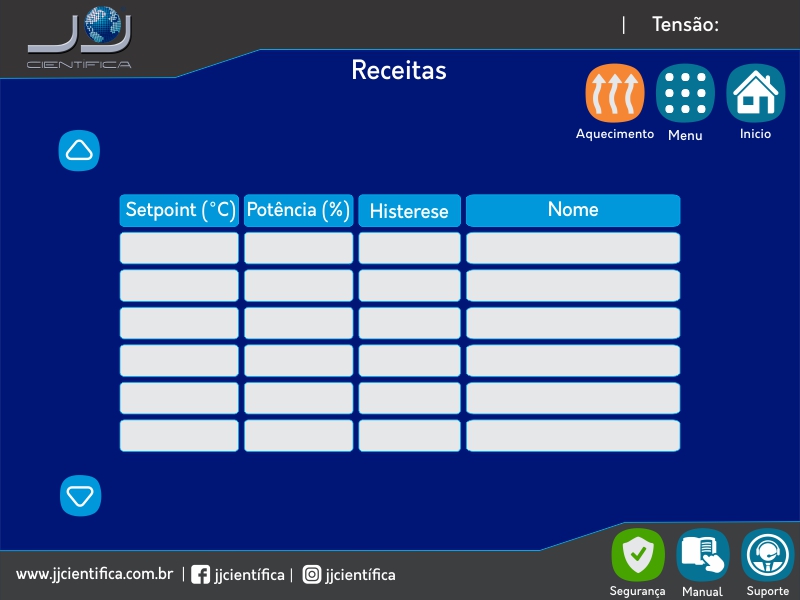 JJ
CIENTÍFICA
| Tensão:
Receitas
Aquecimento
Menu
Inicio
Setpoint (°C)
Potência (%)
Histerese
Nome
www.jjcientifica.com.br | jjcientífica | jjcientífica
Segurança
Manual
Suporte